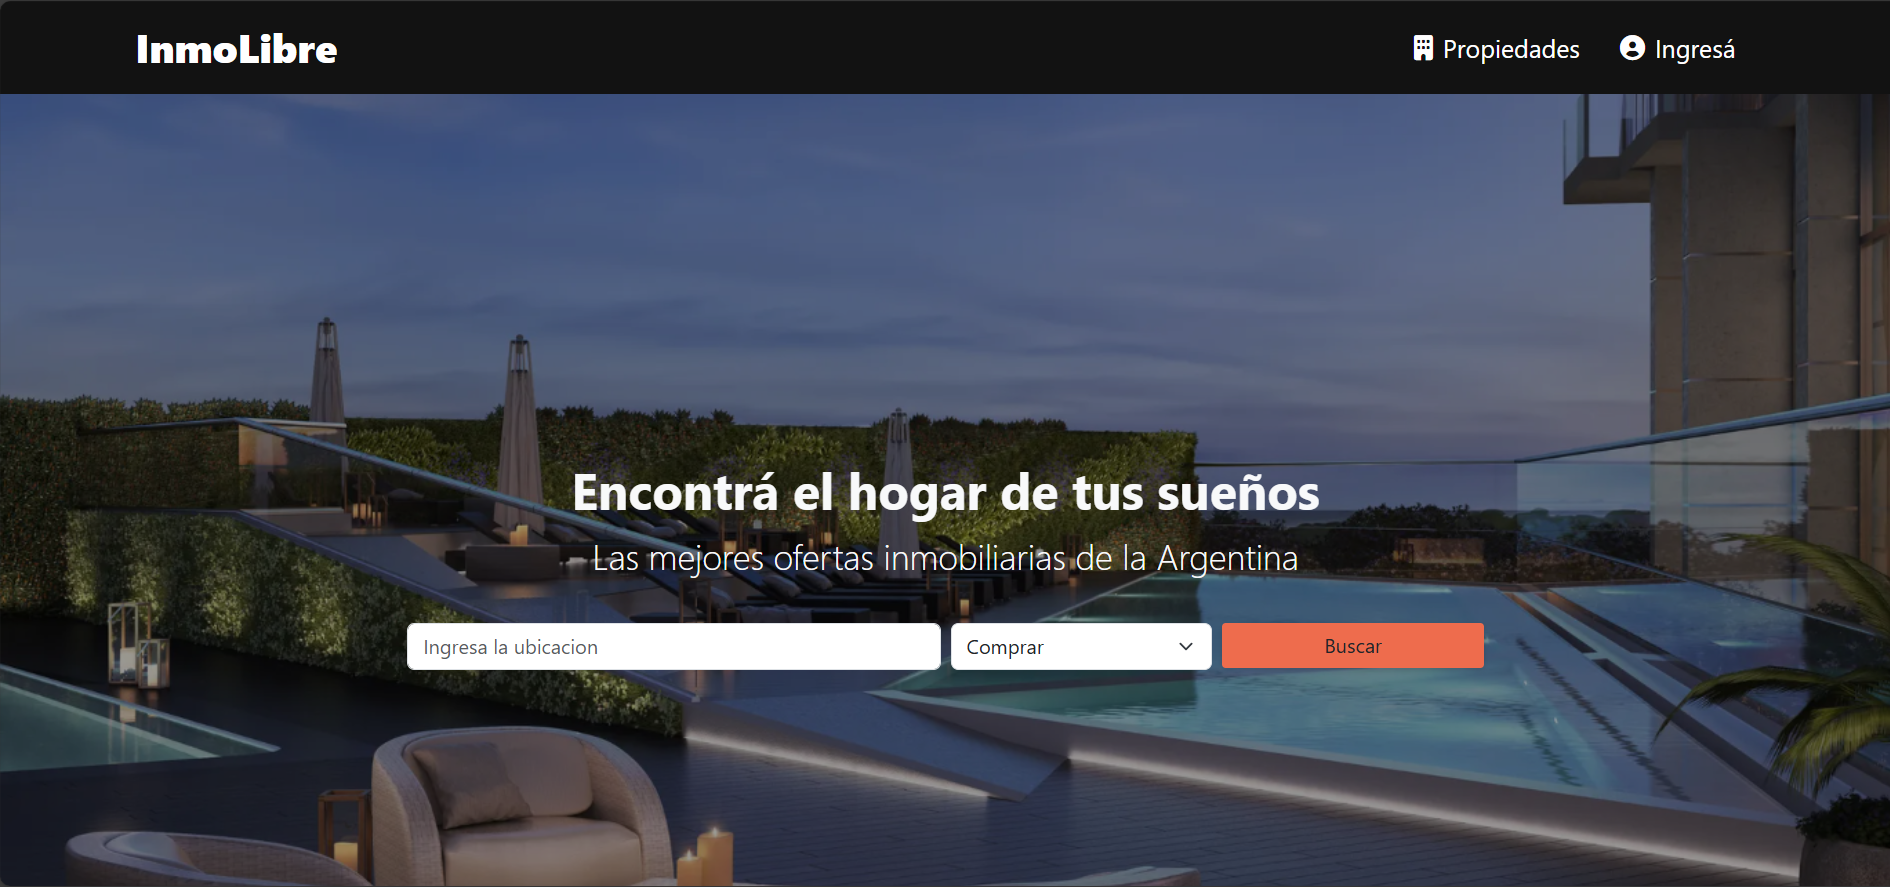 InmoLibre
Propiedades
Ingresá
Encontrá el hogar de tus sueños
Las mejores ofertas inmobiliarias de la Argentina
Ingresa la ubicacion
Comprar
Buscar